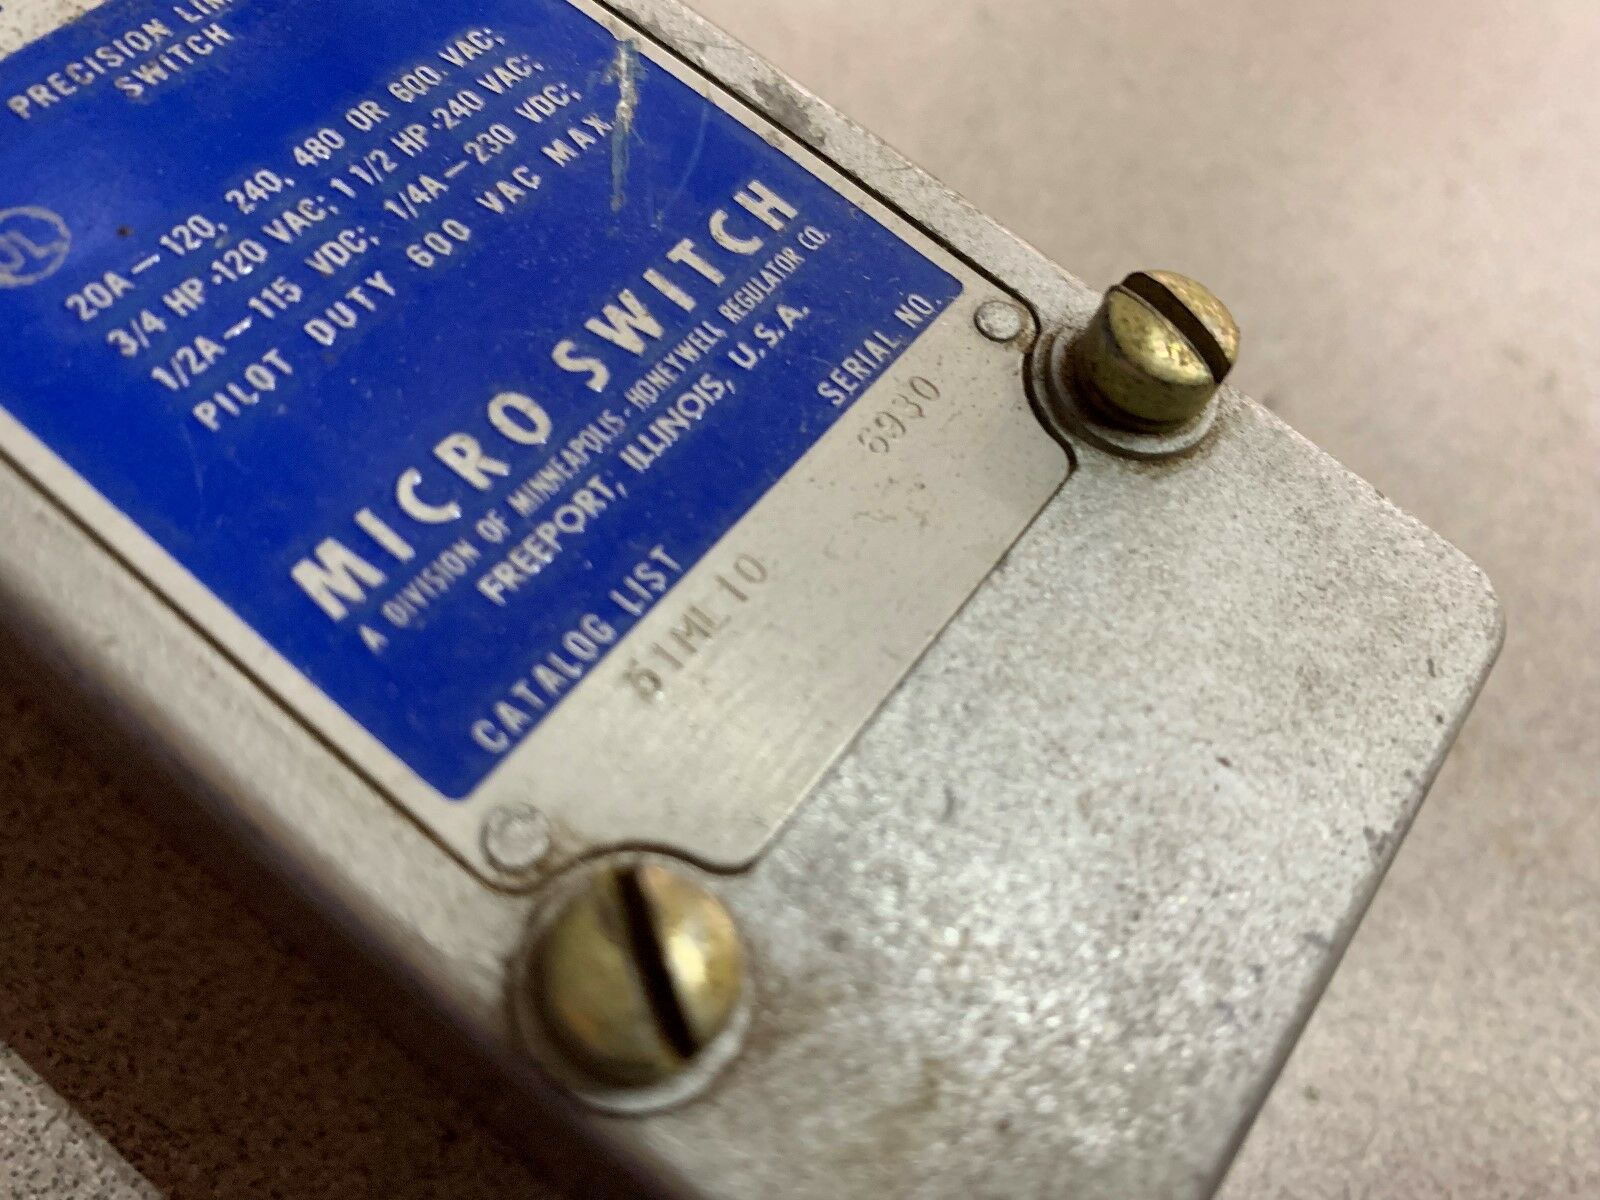 PRECISION LIM
SWITCH
UL
20A—120, 240, 480 OR 600 VAC;
3/4 HP-120 VAC; 1 1/2 HP-240 VAC;
1/2A—115 VDC; 1/4A—230 VDC;
PILOT DUTY 600 VAC MAX.
MICRO SWITCH
A DIVISION OF MINNEAPOLIS-HONEYWELL REGULATOR CO.
FREEPORT, ILLINOIS, U.S.A.
CATALOG LIST SERIAL NO.
51ML10 6930